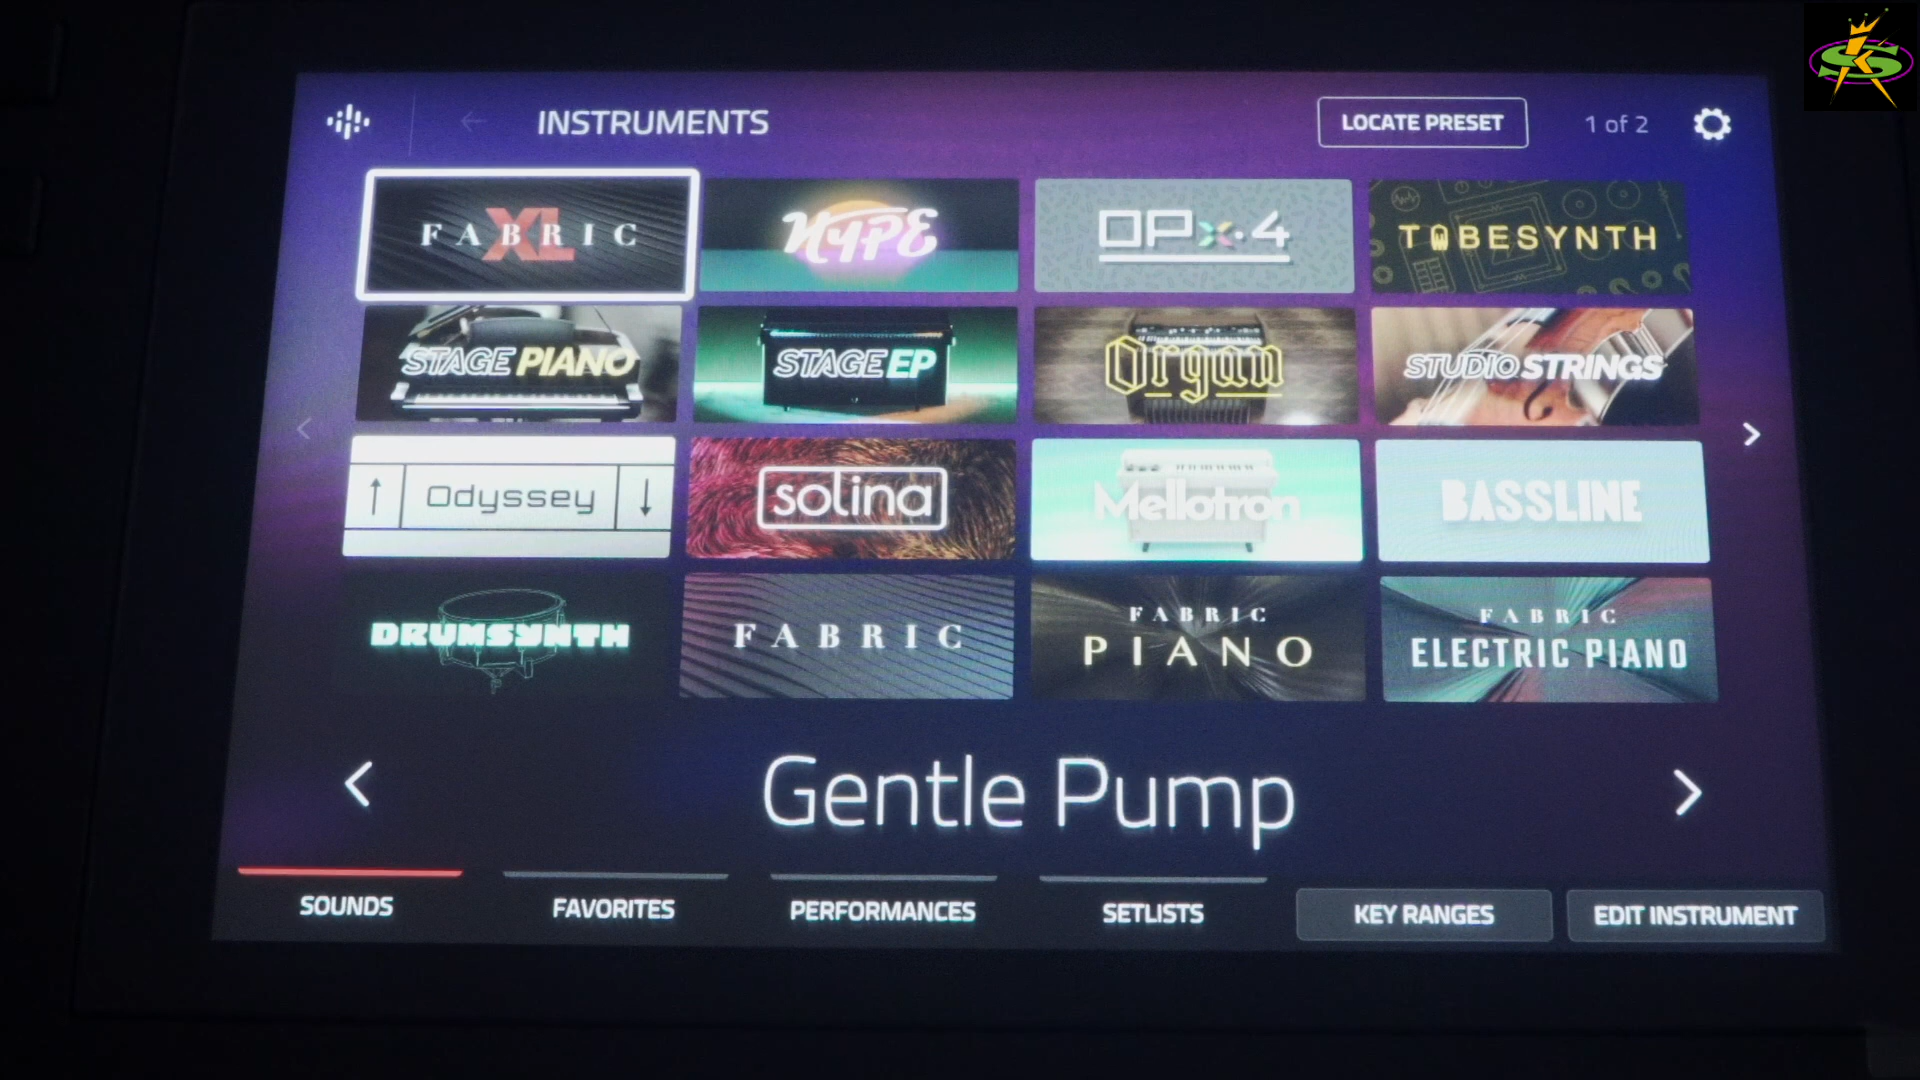 INSTRUMENTS
LOCATE PRESET
1 of 2
FABRIC XL
HYPE
OPx-4
TUBESYNTH
STAGE PIANO
STAGE EP
Organ
STUDIO STRINGS
Odyssey
solina
Mellotron
BASSLINE
DRUMSYNTH
FABRIC
FABRIC
PIANO
FABRIC
ELECTRIC PIANO
Gentle Pump
SOUNDS
FAVORITES
PERFORMANCES
SETLISTS
KEY RANGES
EDIT INSTRUMENT